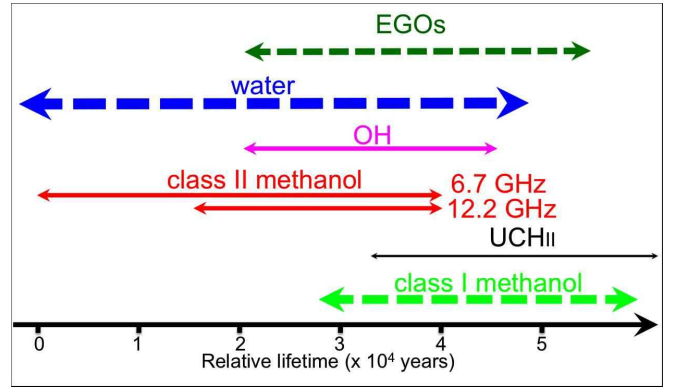 EGOs
water
OH
class II methanol
6.7 GHz
12.2 GHz
UCHII
class I methanol
0 1 2 3 4 5
Relative lifetime (x 10⁴ years)